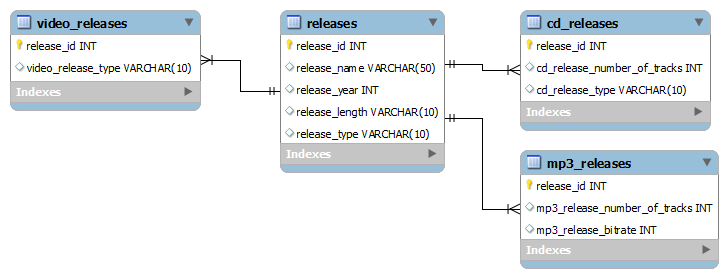 video_releases
release_id INT
video_release_type VARCHAR(10)
Indexes
releases
release_id INT
release_name VARCHAR(50)
release_year INT
release_length VARCHAR(10)
release_type VARCHAR(10)
Indexes
cd_releases
release_id INT
cd_release_number_of_tracks INT
cd_release_type VARCHAR(10)
Indexes
mp3_releases
release_id INT
mp3_release_number_of_tracks INT
mp3_release_bitrate INT
Indexes